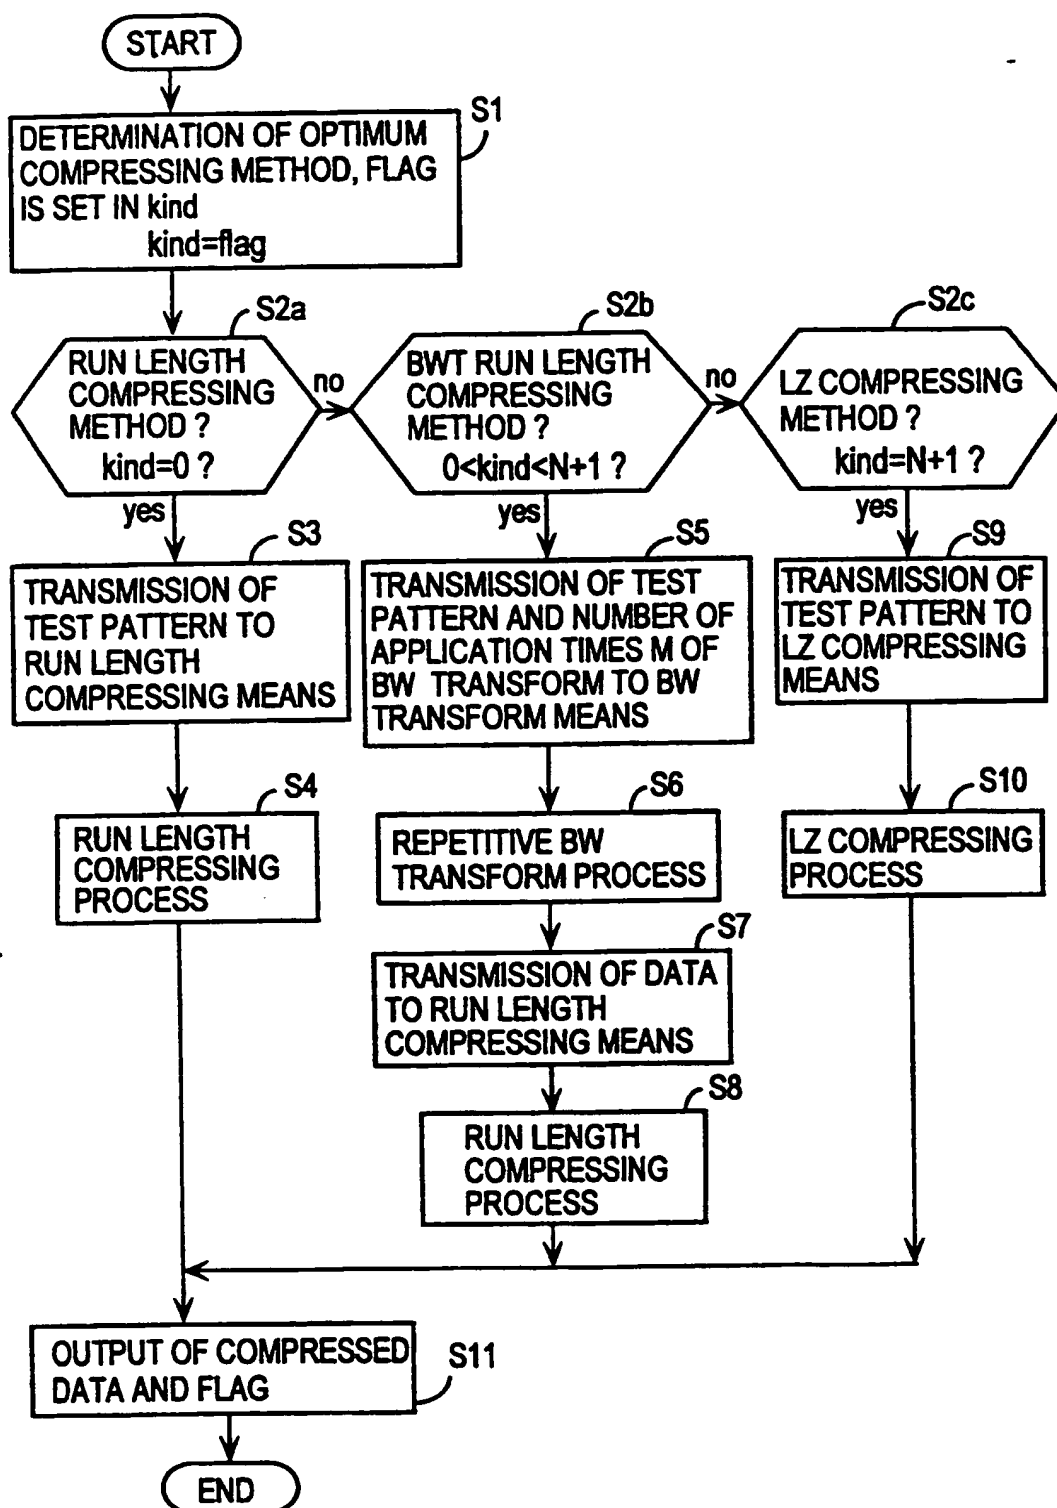 START
S1
DETERMINATION OF OPTIMUM
COMPRESSING METHOD, FLAG
IS SET IN kind
kind=flag
S2a
RUN LENGTH
COMPRESSING
METHOD ?
kind=0 ?
no
yes
S2b
BWT RUN LENGTH
COMPRESSING
METHOD ?
0<kind<N+1 ?
no
yes
S2c
LZ COMPRESSING
METHOD ?
kind=N+1 ?
yes
S3
TRANSMISSION OF
TEST PATTERN TO
RUN LENGTH
COMPRESSING MEANS
S4
RUN LENGTH
COMPRESSING
PROCESS
S5
TRANSMISSION OF TEST
PATTERN AND NUMBER OF
APPLICATION TIMES M OF
BW TRANSFORM TO BW
TRANSFORM MEANS
S6
REPETITIVE BW
TRANSFORM PROCESS
S7
TRANSMISSION OF DATA
TO RUN LENGTH
COMPRESSING MEANS
S8
RUN LENGTH
COMPRESSING
PROCESS
S9
TRANSMISSION OF
TEST PATTERN TO
LZ COMPRESSING
MEANS
S10
LZ COMPRESSING
PROCESS
OUTPUT OF COMPRESSED
DATA AND FLAG
S11
END